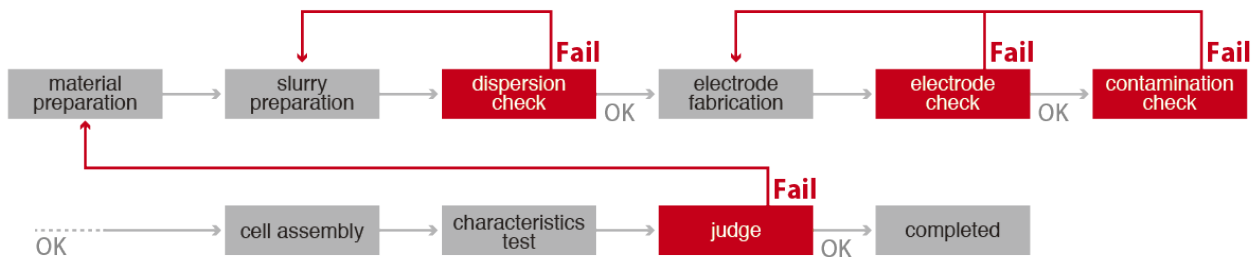 Fail
Fail
Fail
material
preparation
slurry
preparation
dispersion
check
OK
electrode
fabrication
electrode
check
OK
contamination
check
Fail
OK
cell assembly
characteristics
test
judge
OK
completed